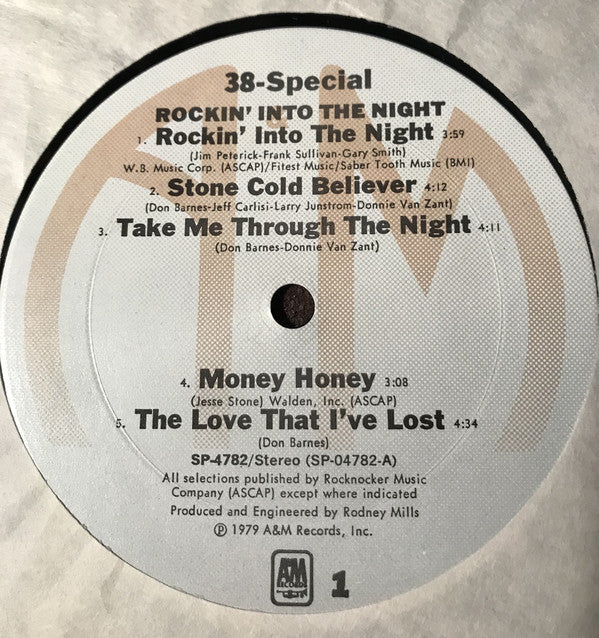 38-Special
ROCKIN' INTO THE NIGHT
1. Rockin' Into The Night 3:59
(Jim Peterick-Frank Sullivan-Gary Smith)
W.B. Music Corp. (ASCAP)/Fitest Music/Saber Tooth Music (BMI)
2. Stone Cold Believer 4:12
(Don Barnes-Jeff Carlisi-Larry Junstrom-Donnie Van Zant)
3. Take Me Through The Night 4:11
(Don Barnes-Donnie Van Zant)
4. Money Honey 3:08
(Jesse Stone) Walden, Inc. (ASCAP)
5. The Love That I've Lost 4:34
(Don Barnes)
SP-4782/Stereo (SP-04782-A)
All selections published by Rocknocker Music
Company (ASCAP) except where indicated
Produced and Engineered by Rodney Mills
℗ 1979 A&M Records, Inc.
A&M
RECORDS
1